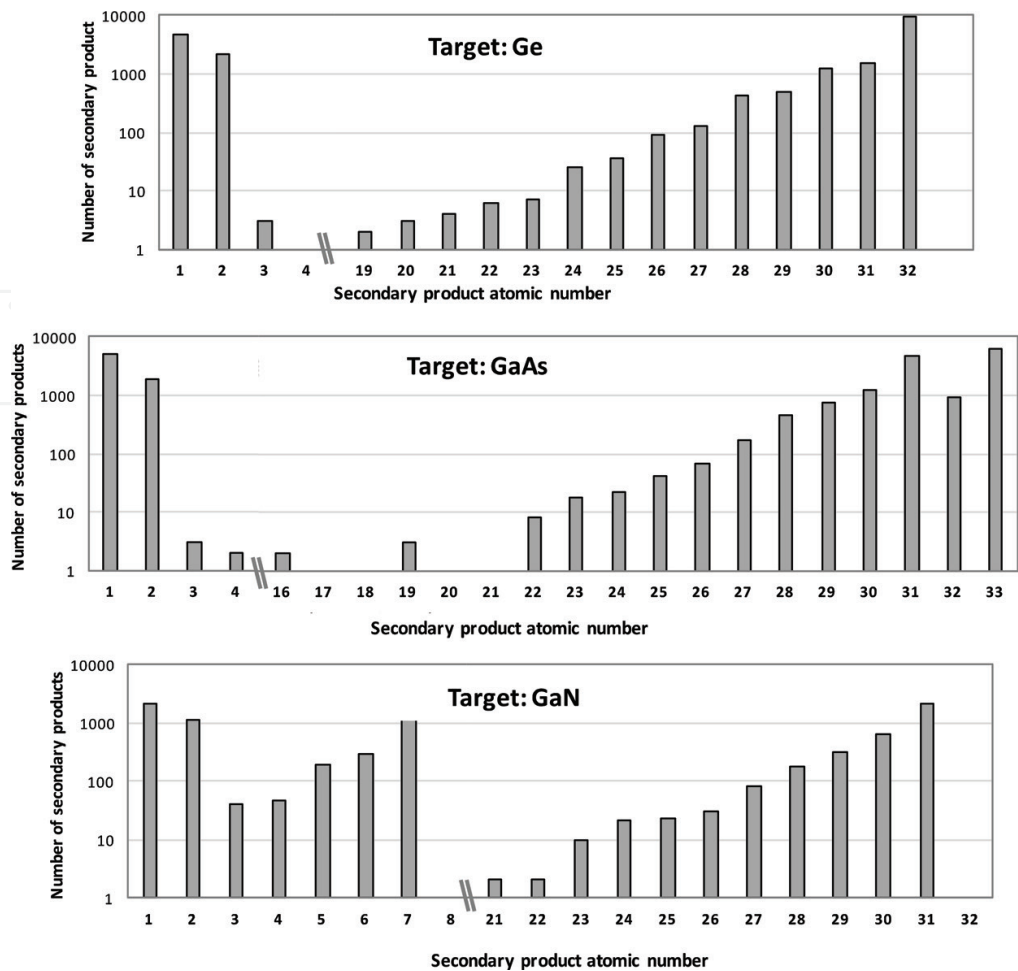 Target: Ge
Number of secondary product
10000
1000
100
10
1
1 2 3 4 19 20 21 22 23 24 25 26 27 28 29 30 31 32
Secondary product atomic number
Target: GaAs
Number of secondary products
10000
1000
100
10
1
1 2 3 4 16 17 18 19 20 21 22 23 24 25 26 27 28 29 30 31 32 33
Secondary product atomic number
Target: GaN
Number of secondary products
10000
1000
100
10
1
1 2 3 4 5 6 7 8 21 22 23 24 25 26 27 28 29 30 31 32
Secondary product atomic number